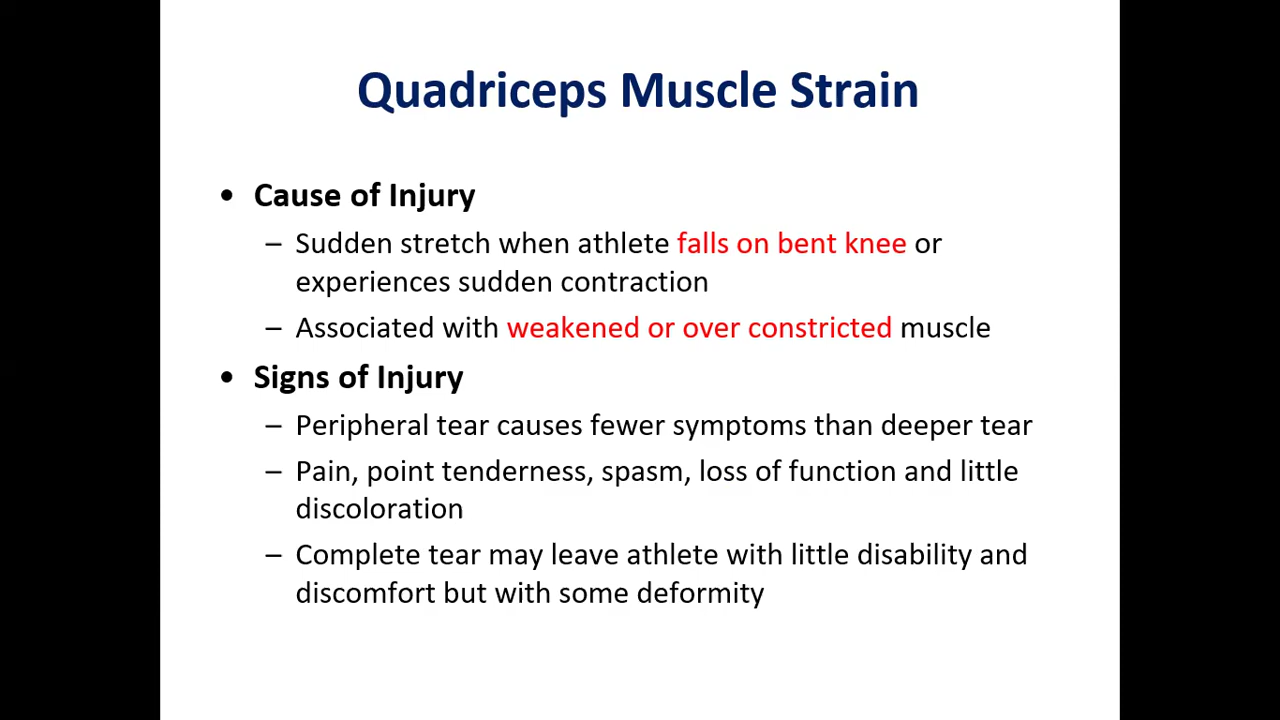 Quadriceps Muscle Strain
• Cause of Injury
– Sudden stretch when athlete falls on bent knee or
experiences sudden contraction
– Associated with weakened or over constricted muscle
• Signs of Injury
– Peripheral tear causes fewer symptoms than deeper tear
– Pain, point tenderness, spasm, loss of function and little
discoloration
– Complete tear may leave athlete with little disability and
discomfort but with some deformity